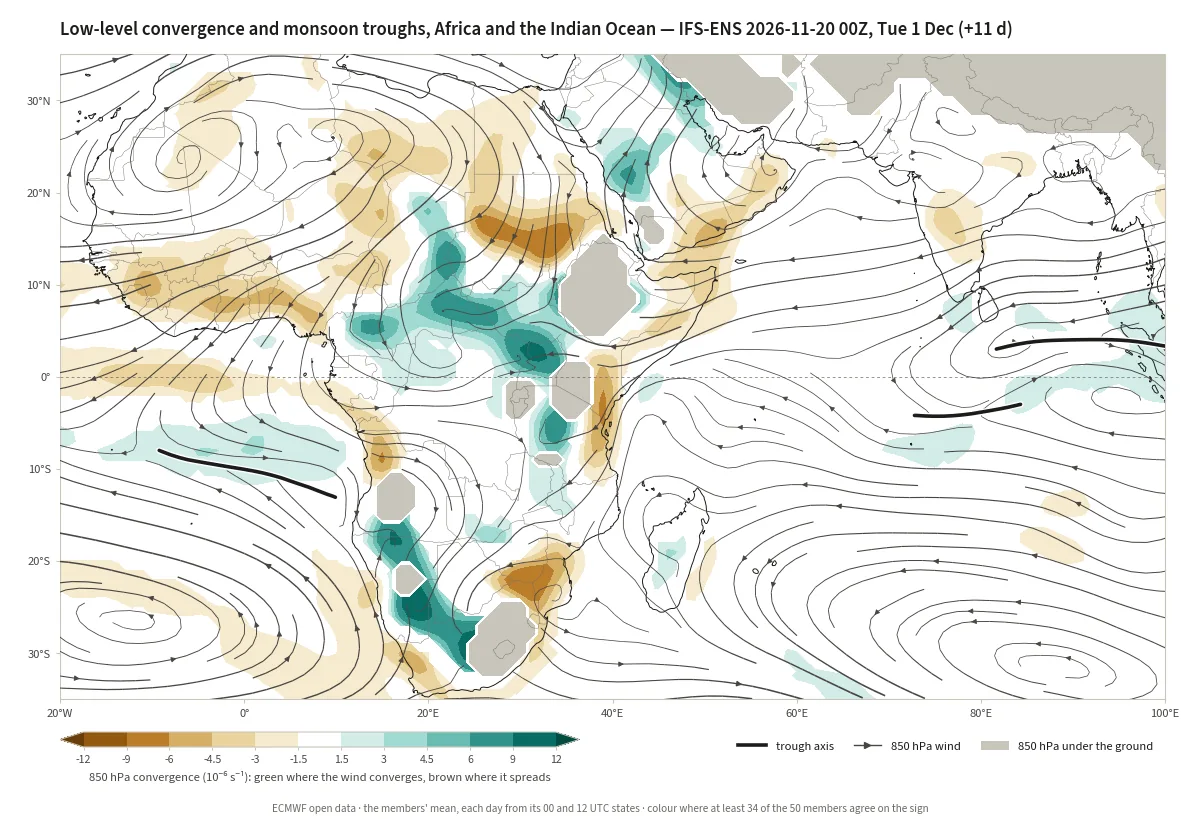 Low-level convergence and monsoon troughs, Africa and the Indian Ocean — IFS-ENS 2026-11-20 00Z, Tue 1 Dec (+11 d)
30°N
20°N
10°N
0°
10°S
20°S
30°S
20°W 0° 20°E 40°E 60°E 80°E 100°E
-12 -9 -6 -4.5 -3 -1.5 1.5 3 4.5 6 9 12
850 hPa convergence (10⁻⁶ s⁻¹): green where the wind converges, brown where it spreads
trough axis 850 hPa wind 850 hPa under the ground
ECMWF open data · the members' mean, each day from its 00 and 12 UTC states · colour where at least 34 of the 50 members agree on the sign